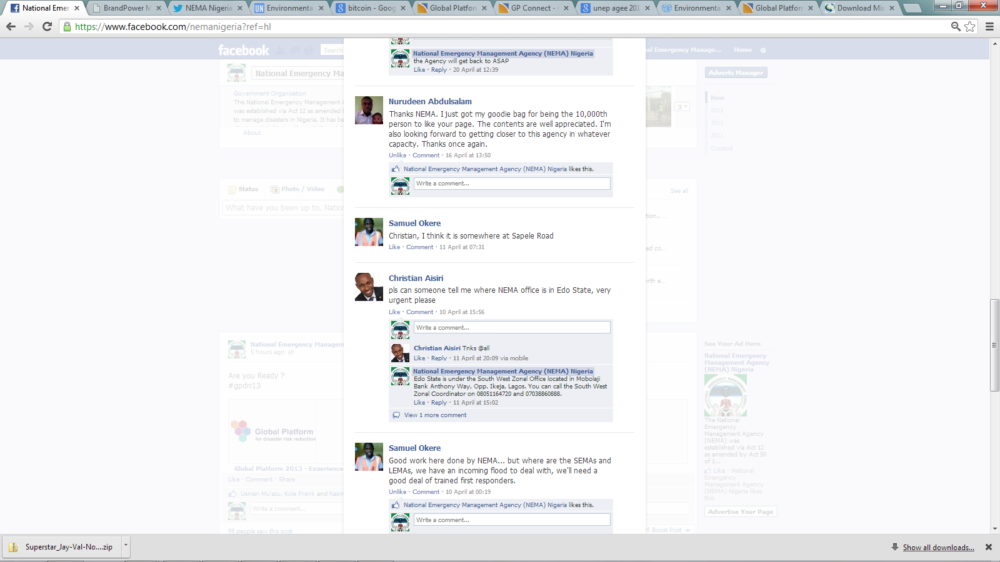 National Emer
BrandPower M
NEMA Nigeria
UN Environmenta
bitcoin - Goog
Global Platform
GP Connect -
unep agee 201
Environmenta
Global Platforn
Download Mix
https://www.facebook.com/nemanigeria?ref=hl
facebook
Search
al Emergency Manage...
Home
National Emergency Ma
Government Organisation
The National Emergency Management A
was established via Act 12 as amended b
to manage disasters in Nigeria. It has be
About
3
Adverts Manager
Now
2013
2012
2011
Created
Status
Photo / Video
See all
What have you been up to, Nation
tion.. ...
ed co...
orth e...
National Emergency Management Agency (NEMA) Nigeria
the Agency will get back to ASAP
Like · Reply · 20 April at 12:39
Nurudeen Abdulsalam
Thanks NEMA. I just got my goodie bag for being the 10,000th
person to like your page. The contents are well appreciated. I'm
also looking forward to getting closer to this agency in whatever
capacity. Thanks once again.
Unlike · Comment · 16 April at 13:50
National Emergency Management Agency (NEMA) Nigeria likes this.
Write a comment...
Samuel Okere
Christian, I think it is somewhere at Sapele Road
Like · Comment · 11 April at 07:31
Christian Aisiri
pls can someone tell me where NEMA office is in Edo State, very
urgent please
Like · Comment · 10 April at 15:56
Write a comment...
Christian Aisiri Tnks @all
Like · Reply · 11 April at 20:09 via mobile
National Emergency Management Agency (NEMA) Nigeria
Edo State is under the South West Zonal Office located in Mobolaji
Bank Anthony Way, Opp. Ikeja, Lagos. You can call the South West
Zonal Coordinator on 08051164720 and 07038860888.
Like · Reply · 11 April at 15:02
View 1 more comment
Samuel Okere
Good work here done by NEMA... but where are the SEMAs and
LEMAs, we have an incoming flood to deal with, we'll need a
good deal of trained first responders.
Unlike · Comment · 10 April at 00:19
National Emergency Management Agency (NEMA) Nigeria likes this.
Write a comment...
National Emergency Managem
5 hours ago
Are you Ready ?
#gpdrr13
Global Platform
for disaster risk reduction
Global Platform 2013 - Experience
Like · Comment · Share
Usman Mu'azu, Kole Frank and Kasin
Write a comment...
99 people saw this post
Boost Post
See Your Ad Here
National Emergency
Management Agency
(NEMA) Nigeria
The National
Emergency
Management Agency
(NEMA) was
established via Act 12
as amended by Act 50
of 1...
Like · National
Emergency
Management Agency
(NEMA) Nigeria likes
this.
Advertise Your Page
Superstar_Jay-Val-No....zip
Show all downloads...